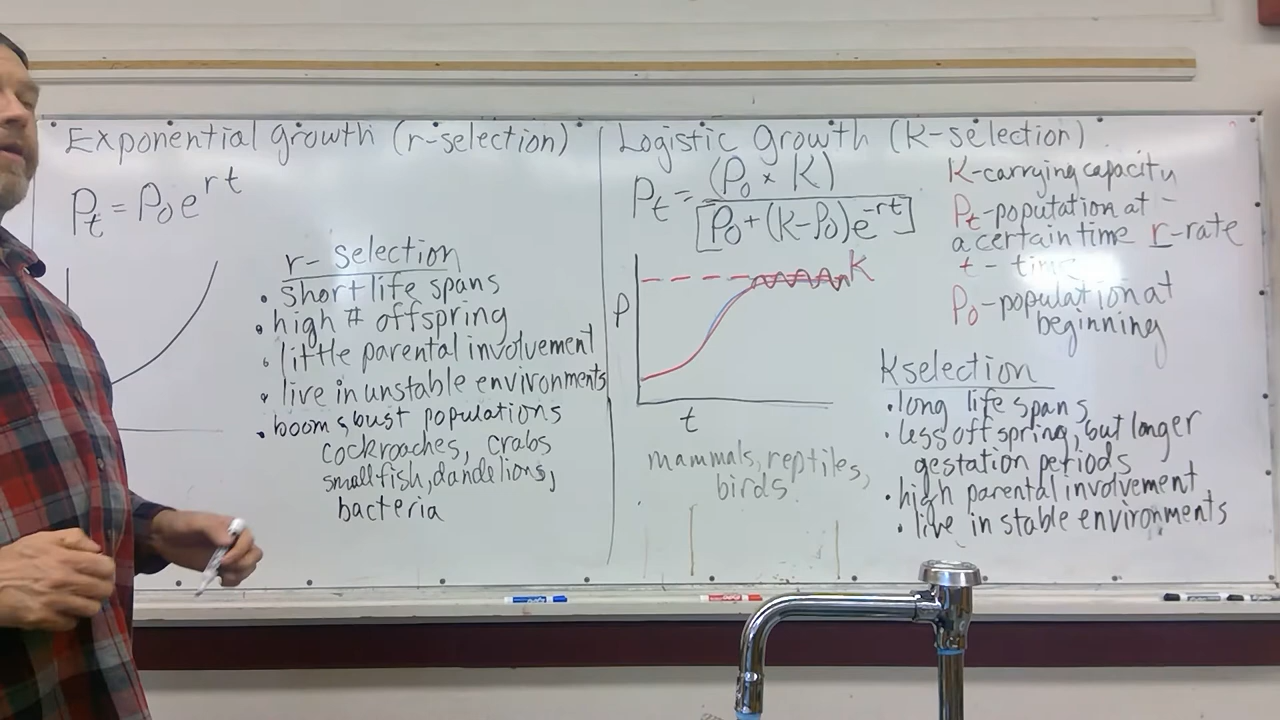 Exponential growth (r-selection)
Pt = P0 e^rt
r- selection
• short life spans
• high # offspring
• little parental involvement
• live in unstable environments
• boom & bust populations
cockroaches, crabs
small fish, dandelions,
bacteria
Logistic Growth (K-selection)
Pt = (P0 × K)
[P0 + (K-P0)e^-rt]
K
P
t
mammals, reptiles,
birds
K-carrying capacity
Pt-population at
a certain time r-rate
t - time
P0-population at
beginning
K selection
• long life spans
• less offspring, but longer
gestation periods
• high parental involvement
• live in stable environments